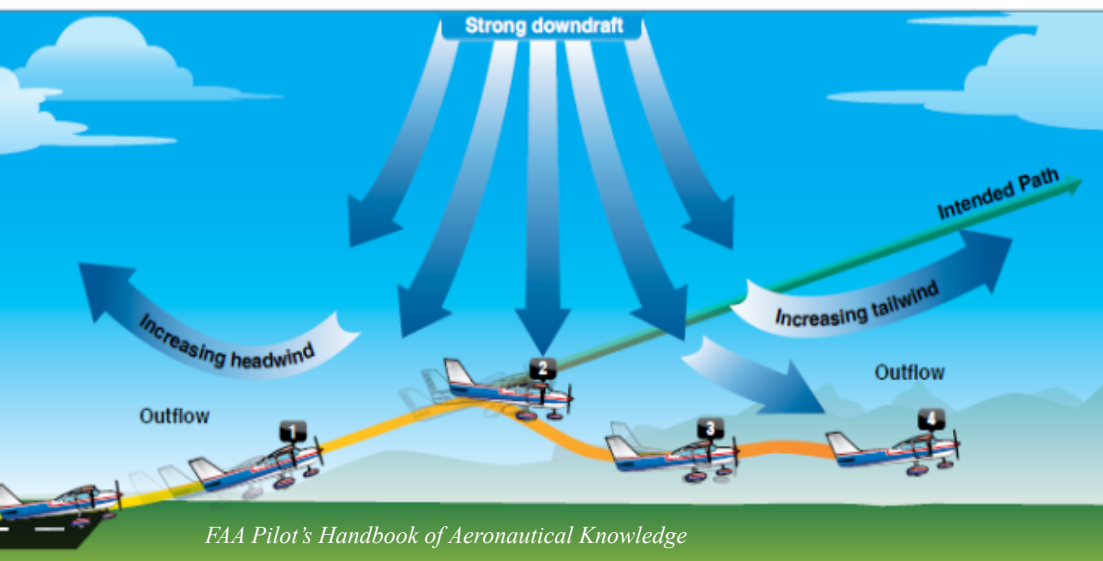 Strong downdraft
Intended Path
Increasing headwind
Increasing tailwind
Outflow
Outflow
1
2
3
4
FAA Pilot’s Handbook of Aeronautical Knowledge